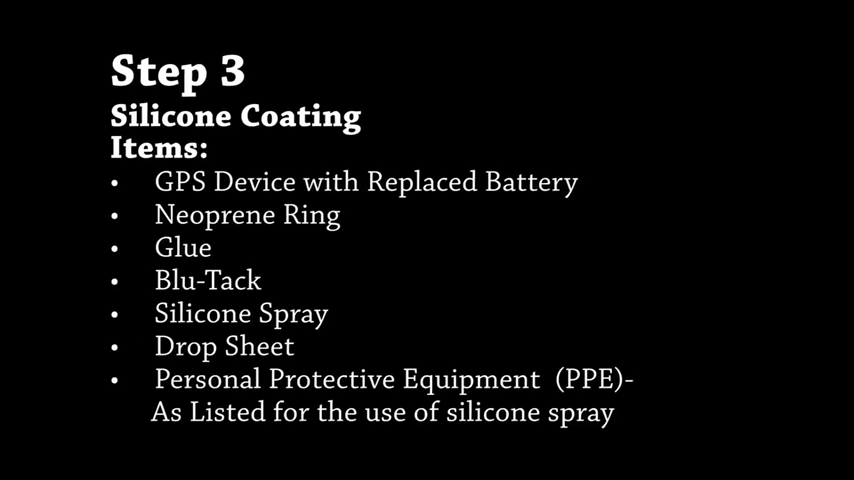 Step 3
Silicone Coating
Items:
• GPS Device with Replaced Battery
• Neoprene Ring
• Glue
• Blu-Tack
• Silicone Spray
• Drop Sheet
• Personal Protective Equipment (PPE)-
As Listed for the use of silicone spray